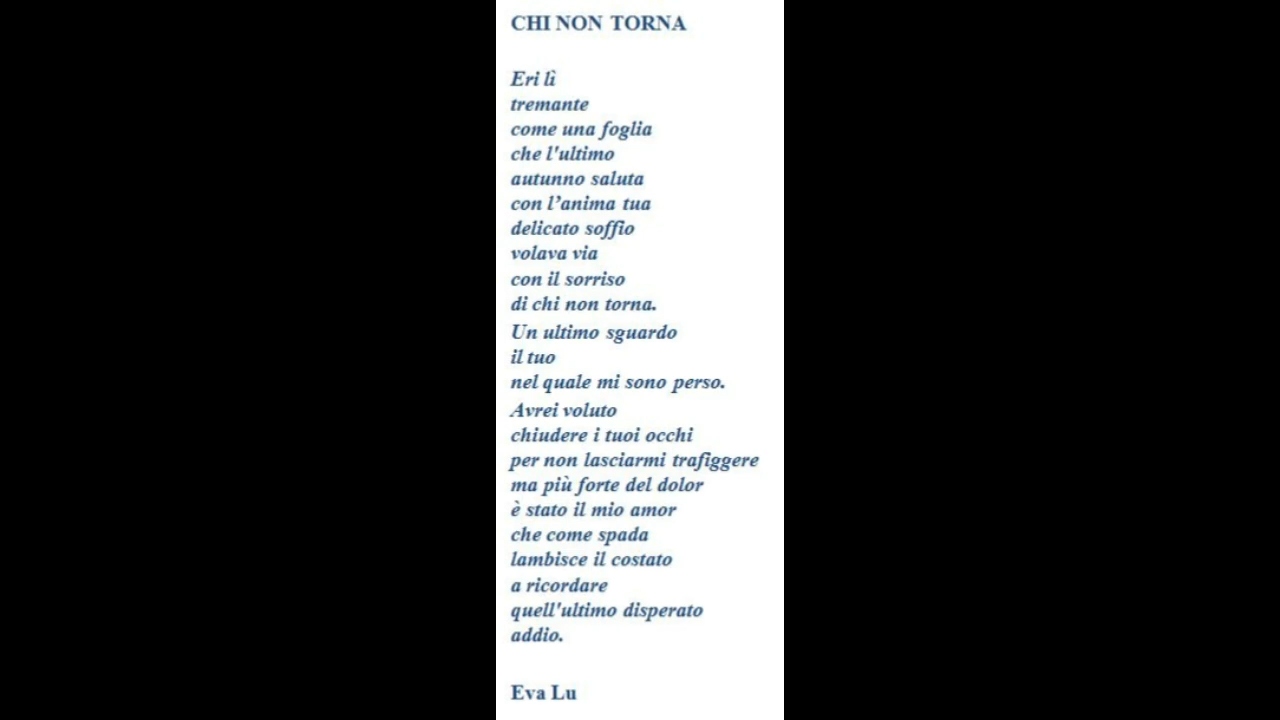 CHI NON TORNA
Eri lì
tremante
come una foglia
che l'ultimo
autunno saluta
con l’anima tua
delicato soffio
volava via
con il sorriso
di chi non torna.
Un ultimo sguardo
il tuo
nel quale mi sono perso.
Avrei voluto
chiudere i tuoi occhi
per non lasciarmi trafiggere
ma più forte del dolor
è stato il mio amor
che come spada
lambisce il costato
a ricordare
quell'ultimo disperato
addio.
Eva Lu